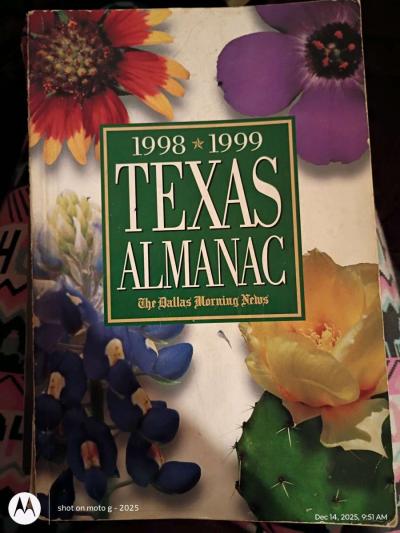 1998 ★ 1999
TEXAS
ALMANAC
The Dallas Morning News
shot on moto g - 2025
Dec 14, 2025, 9:51 AM